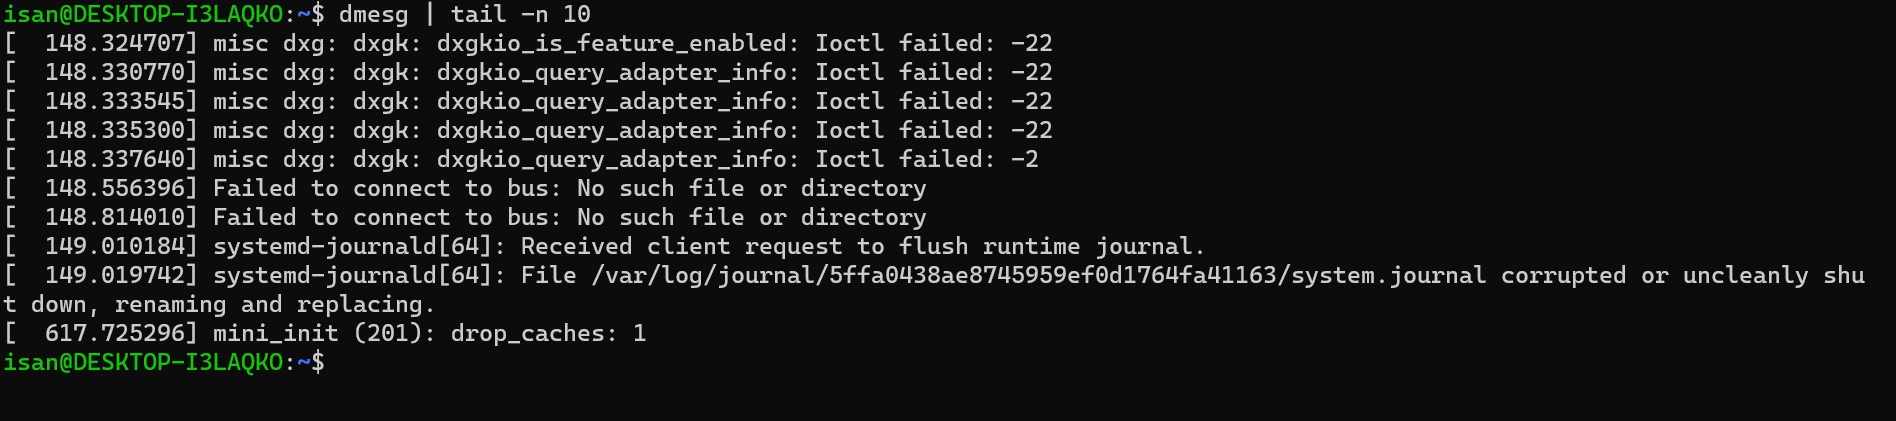 isan@DESKTOP-I3LAQKO:~$ dmesg | tail -n 10
[  148.324707] misc dxg: dxgk: dxgkio_is_feature_enabled: Ioctl failed: -22
[  148.330770] misc dxg: dxgk: dxgkio_query_adapter_info: Ioctl failed: -22
[  148.333545] misc dxg: dxgk: dxgkio_query_adapter_info: Ioctl failed: -22
[  148.335300] misc dxg: dxgk: dxgkio_query_adapter_info: Ioctl failed: -22
[  148.337640] misc dxg: dxgk: dxgkio_query_adapter_info: Ioctl failed: -2
[  148.556396] Failed to connect to bus: No such file or directory
[  148.814010] Failed to connect to bus: No such file or directory
[  149.010184] systemd-journald[64]: Received client request to flush runtime journal.
[  149.019742] systemd-journald[64]: File /var/log/journal/5ffa0438ae8745959ef0d1764fa41163/system.journal corrupted or uncleanly shu
t down, renaming and replacing.
[  617.725296] mini_init (201): drop_caches: 1
isan@DESKTOP-I3LAQKO:~$